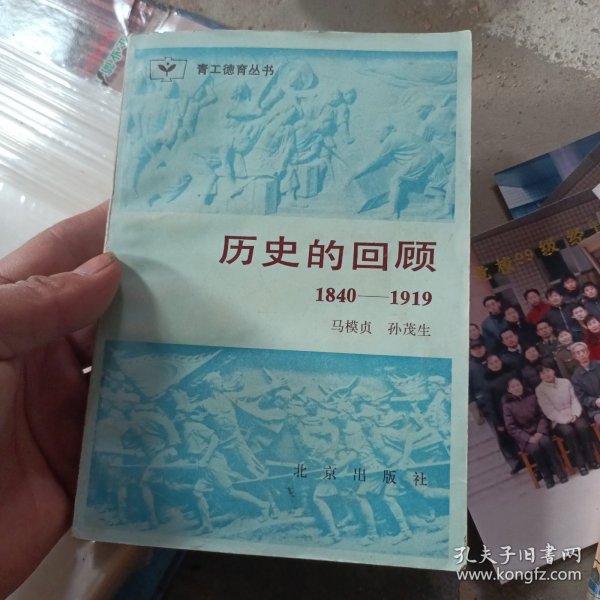 青工德育丛书
历史的回顾
1840——1919
马模贞 孙茂生
北京出版社
级
孔夫子旧书网
www.kongfz.com